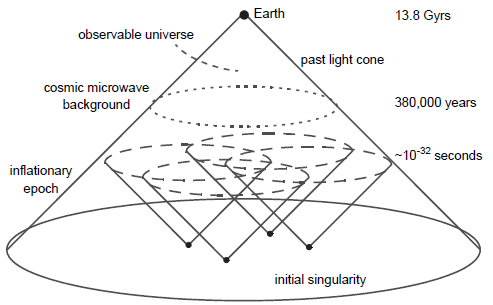 Earth
13.8 Gyrs
observable universe
past light cone
cosmic microwave
background
380,000 years
~10⁻³² seconds
inflationary
epoch
initial singularity